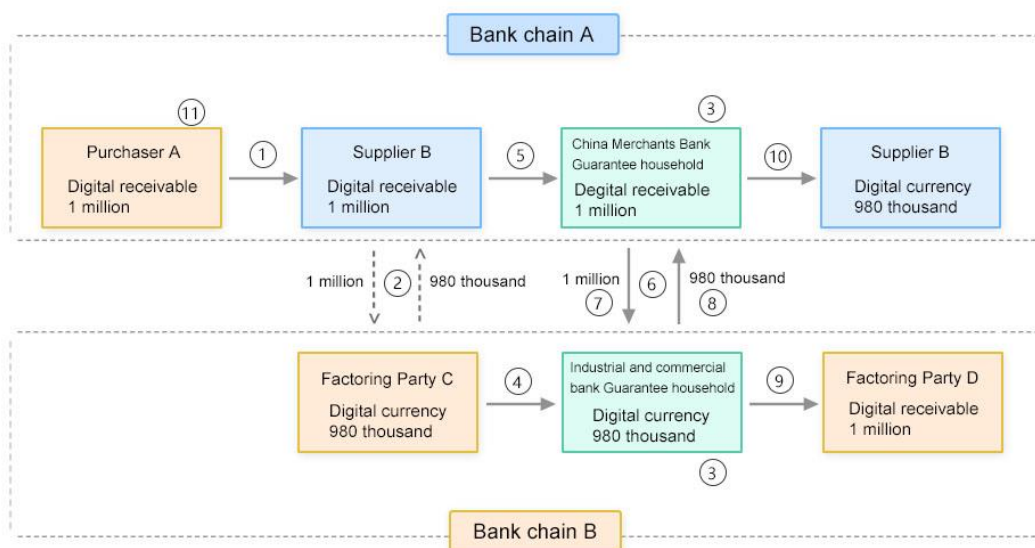 Bank chain A
⑪
③
Purchaser A
Digital receivable
1 million
①
Supplier B
Digital receivable
1 million
⑤
China Merchants Bank
Guarantee household
Degital receivable
1 million
⑩
Supplier B
Digital currency
980 thousand
1 million
②
980 thousand
1 million
⑦
⑥
980 thousand
⑧
Factoring Party C
Digital currency
980 thousand
④
Industrial and commercial
bank Guarantee household
Digital currency
980 thousand
⑨
Factoring Party D
Digital receivable
1 million
③
Bank chain B